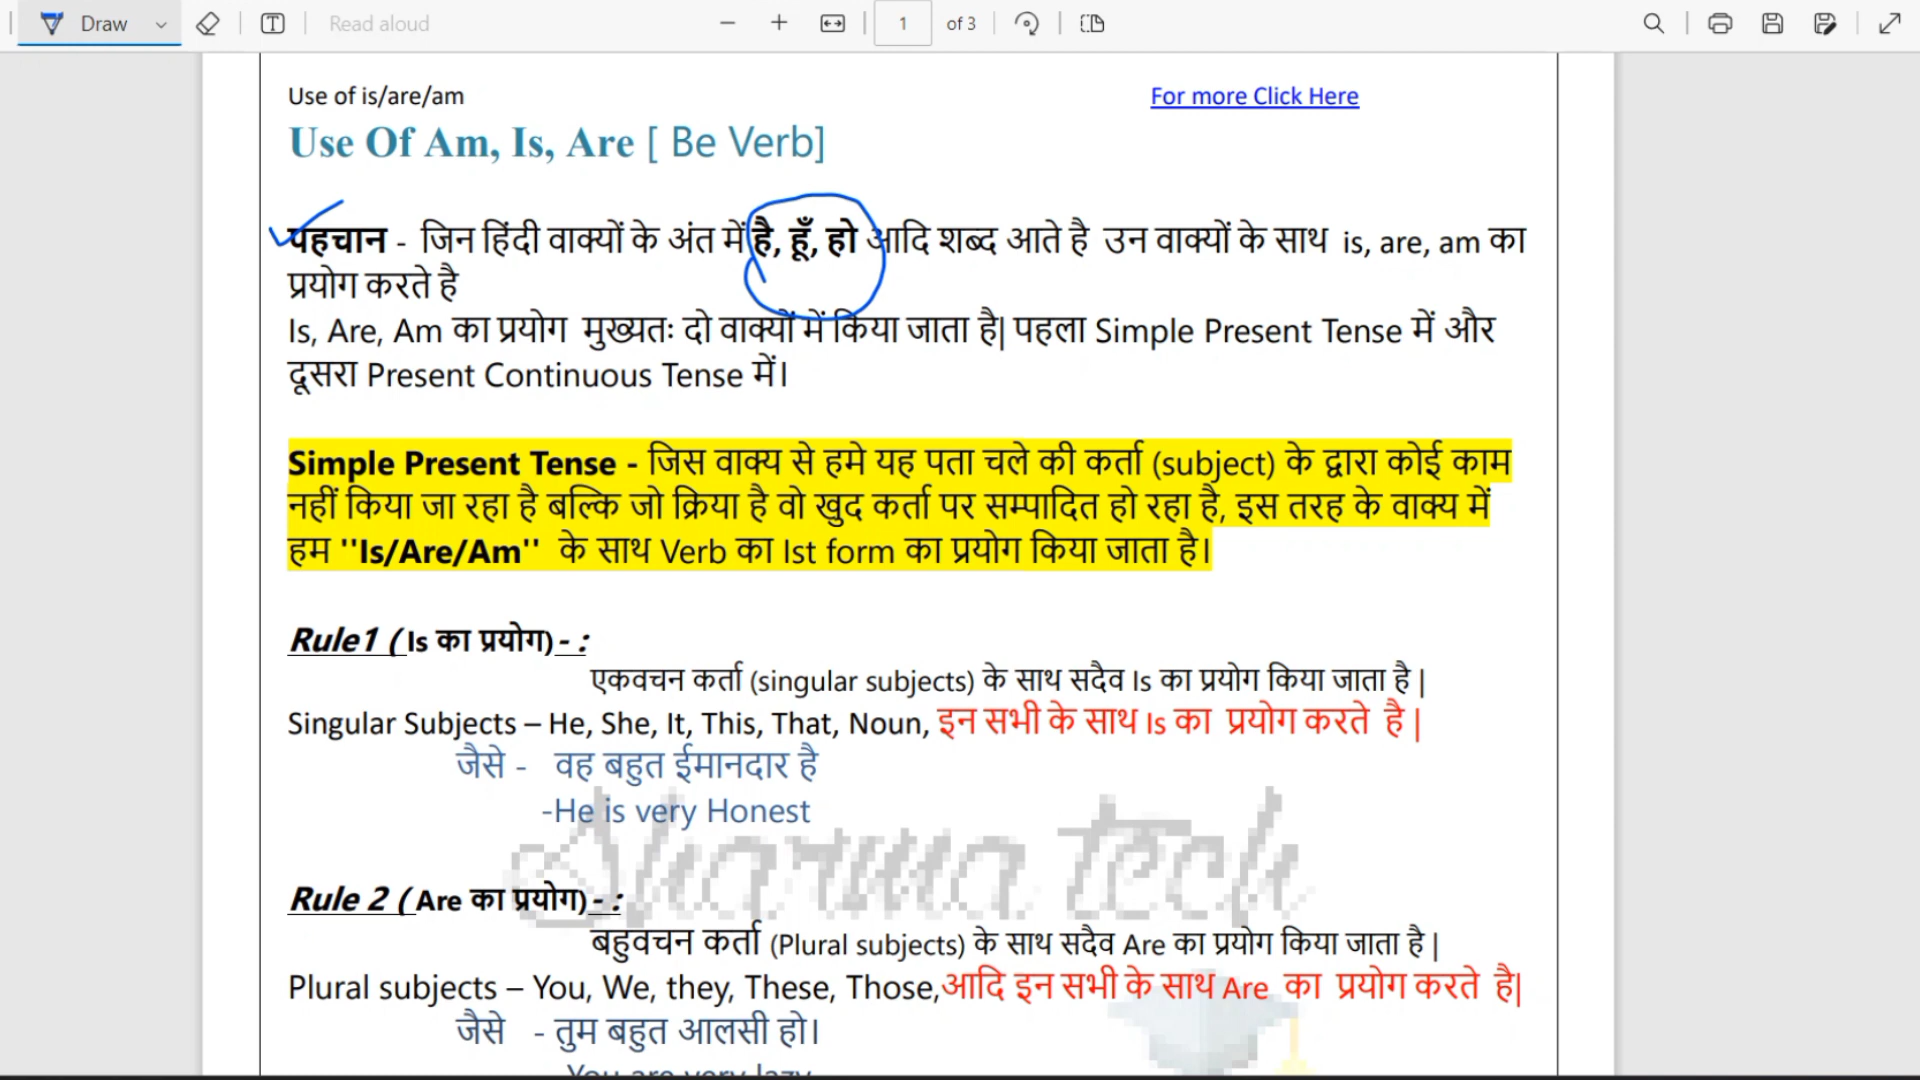 Draw
Read aloud
1
of 3
Use of is/are/am
For more Click Here
Use Of Am, Is, Are [ Be Verb]
पहचान - जिन हिंदी वाक्यों के अंत में है, हूँ, हो आदि शब्द आते है उन वाक्यों के साथ is, are, am का
प्रयोग करते है
Is, Are, Am का प्रयोग मुख्यतः दो वाक्यों में किया जाता है| पहला Simple Present Tense में और
दूसरा Present Continuous Tense में।
Simple Present Tense - जिस वाक्य से हमे यह पता चले की कर्ता (subject) के द्वारा कोई काम
नहीं किया जा रहा है बल्कि जो क्रिया है वो खुद कर्ता पर सम्पादित हो रहा है, इस तरह के वाक्य में
हम ''Is/Are/Am'' के साथ Verb का Ist form का प्रयोग किया जाता है।
Rule1 ( Is का प्रयोग) - :
एकवचन कर्ता (singular subjects) के साथ सदैव Is का प्रयोग किया जाता है |
Singular Subjects – He, She, It, This, That, Noun, इन सभी के साथ Is का प्रयोग करते है |
जैसे - वह बहुत ईमानदार है
-He is very Honest
Sharma tech
Rule 2 ( Are का प्रयोग) - :
बहुवचन कर्ता (Plural subjects) के साथ सदैव Are का प्रयोग किया जाता है |
Plural subjects – You, We, they, These, Those,आदि इन सभी के साथ Are का प्रयोग करते है|
जैसे - तुम बहुत आलसी हो।
You are very lazy